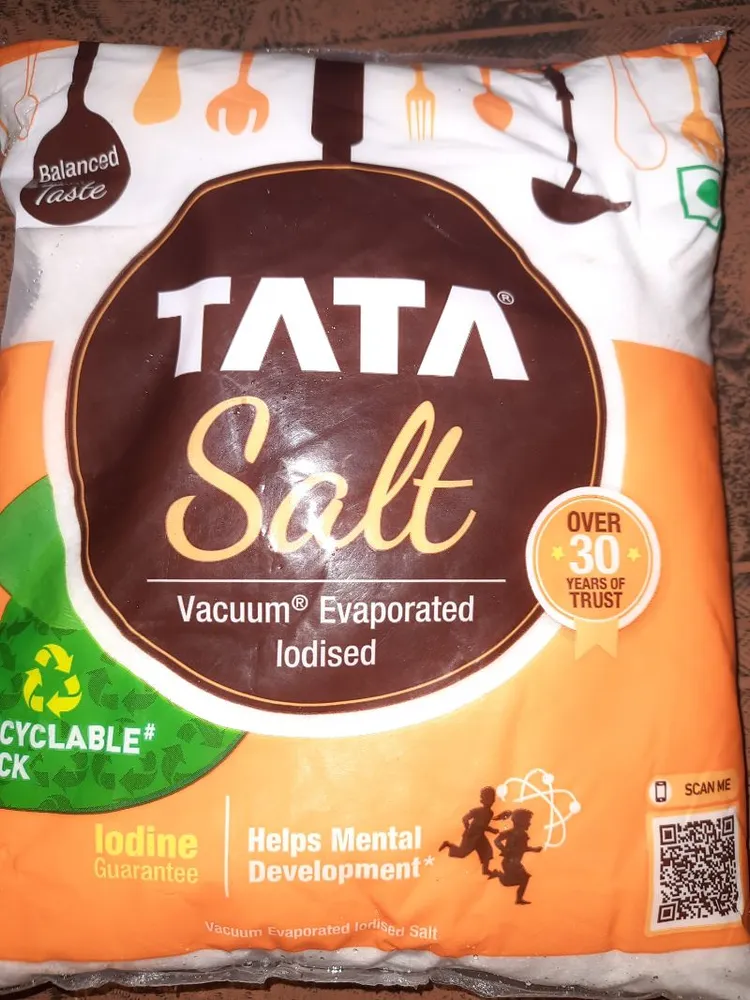 Balanced
Taste
TATA®
Salt
Vacuum® Evaporated
Iodised
OVER
30
YEARS OF
TRUST
CYCLABLE#
CK
Iodine
Guarantee
Helps Mental
Development*
SCAN ME
Vacuum Evaporated Iodised Salt